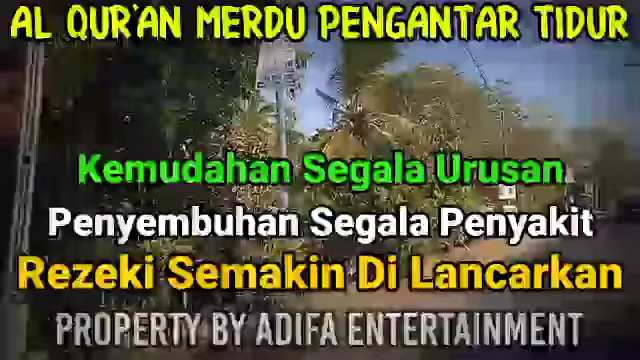 AL QUR'AN MERDU PENGANTAR TIDUR
Kemudahan Segala Urusan
Penyembuhan Segala Penyakit
Rezeki Semakin Di Lancarkan
PROPERTY BY ADIFA ENTERTAINMENT